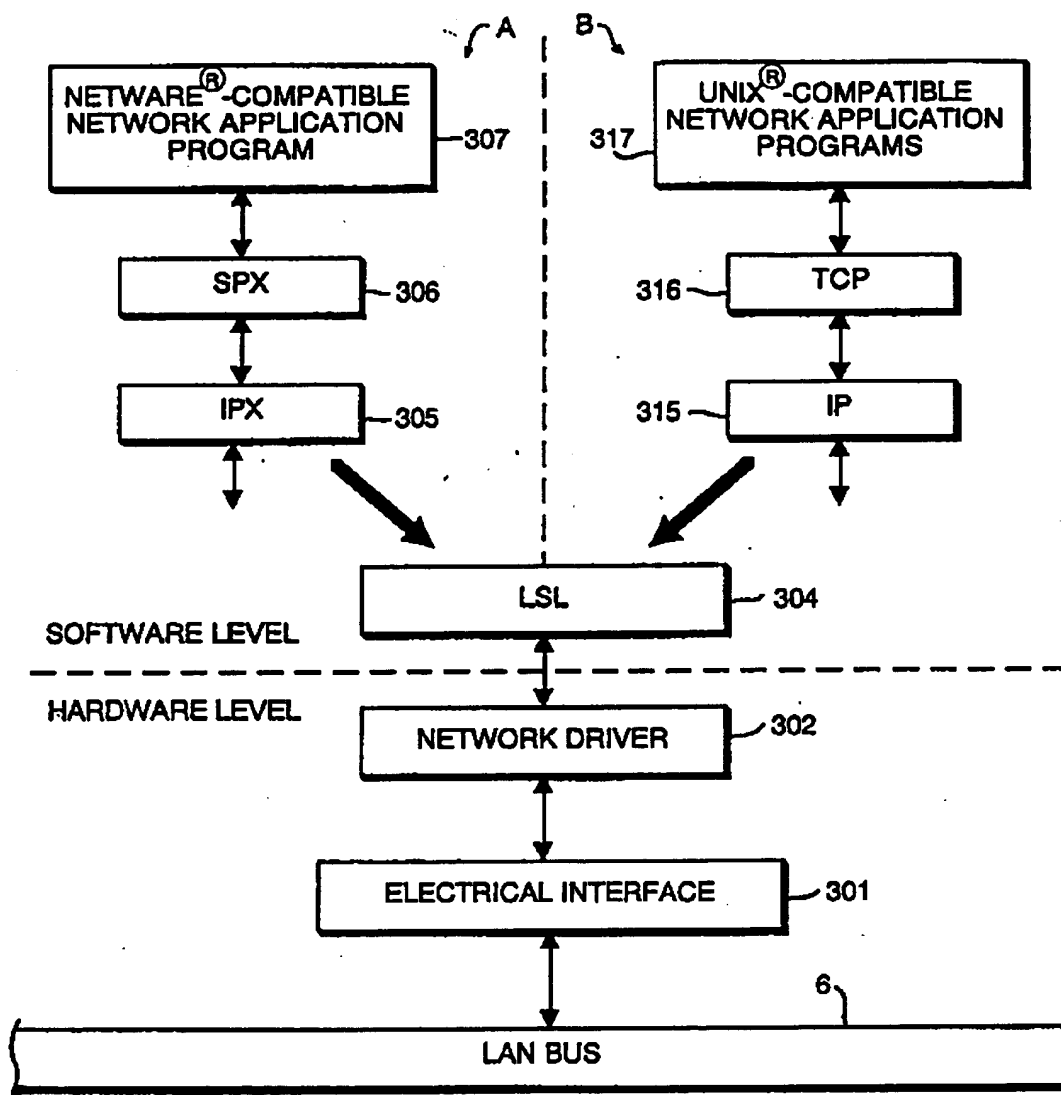 A
B
NETWARE®-COMPATIBLE
NETWORK APPLICATION
PROGRAM
307
UNIX®-COMPATIBLE
NETWORK APPLICATION
PROGRAMS
317
SPX
306
TCP
316
IPX
305
IP
315
LSL
304
SOFTWARE LEVEL
HARDWARE LEVEL
NETWORK DRIVER
302
ELECTRICAL INTERFACE
301
6
LAN BUS